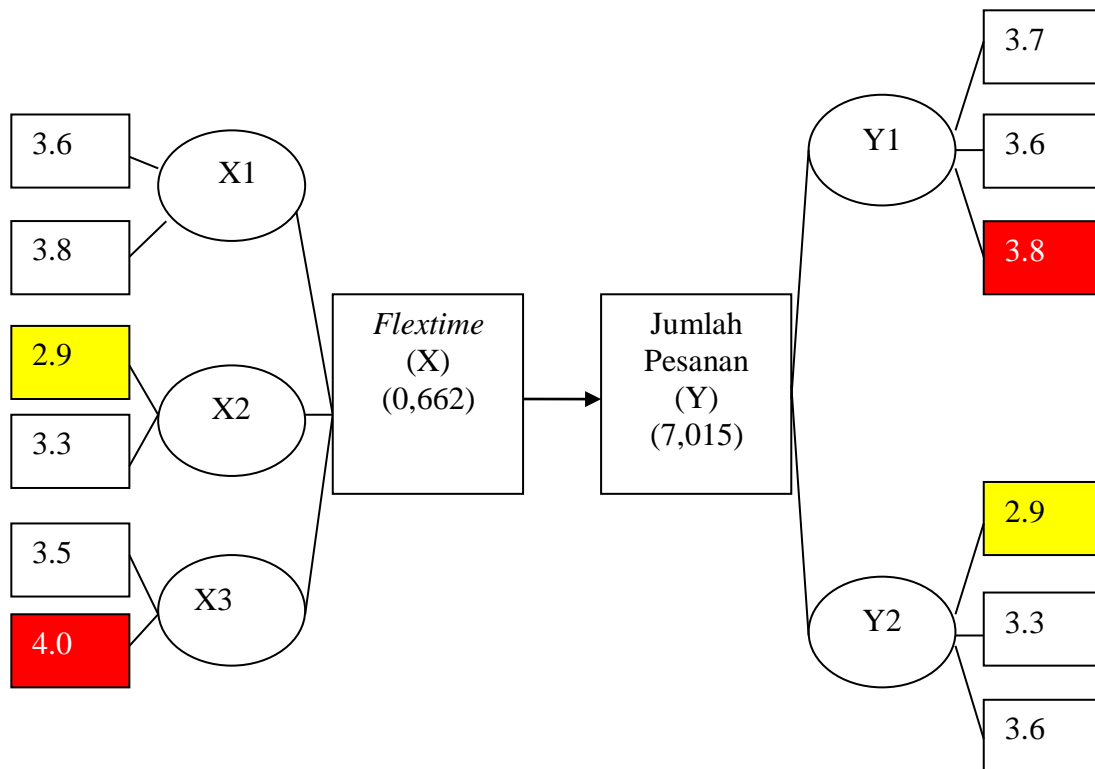 3.6
3.8
2.9
3.3
3.5
4.0
X1
X2
X3
Flextime
(X)
(0,662)
Jumlah
Pesanan
(Y)
(7,015)
Y1
Y2
3.7
3.6
3.8
2.9
3.3
3.6